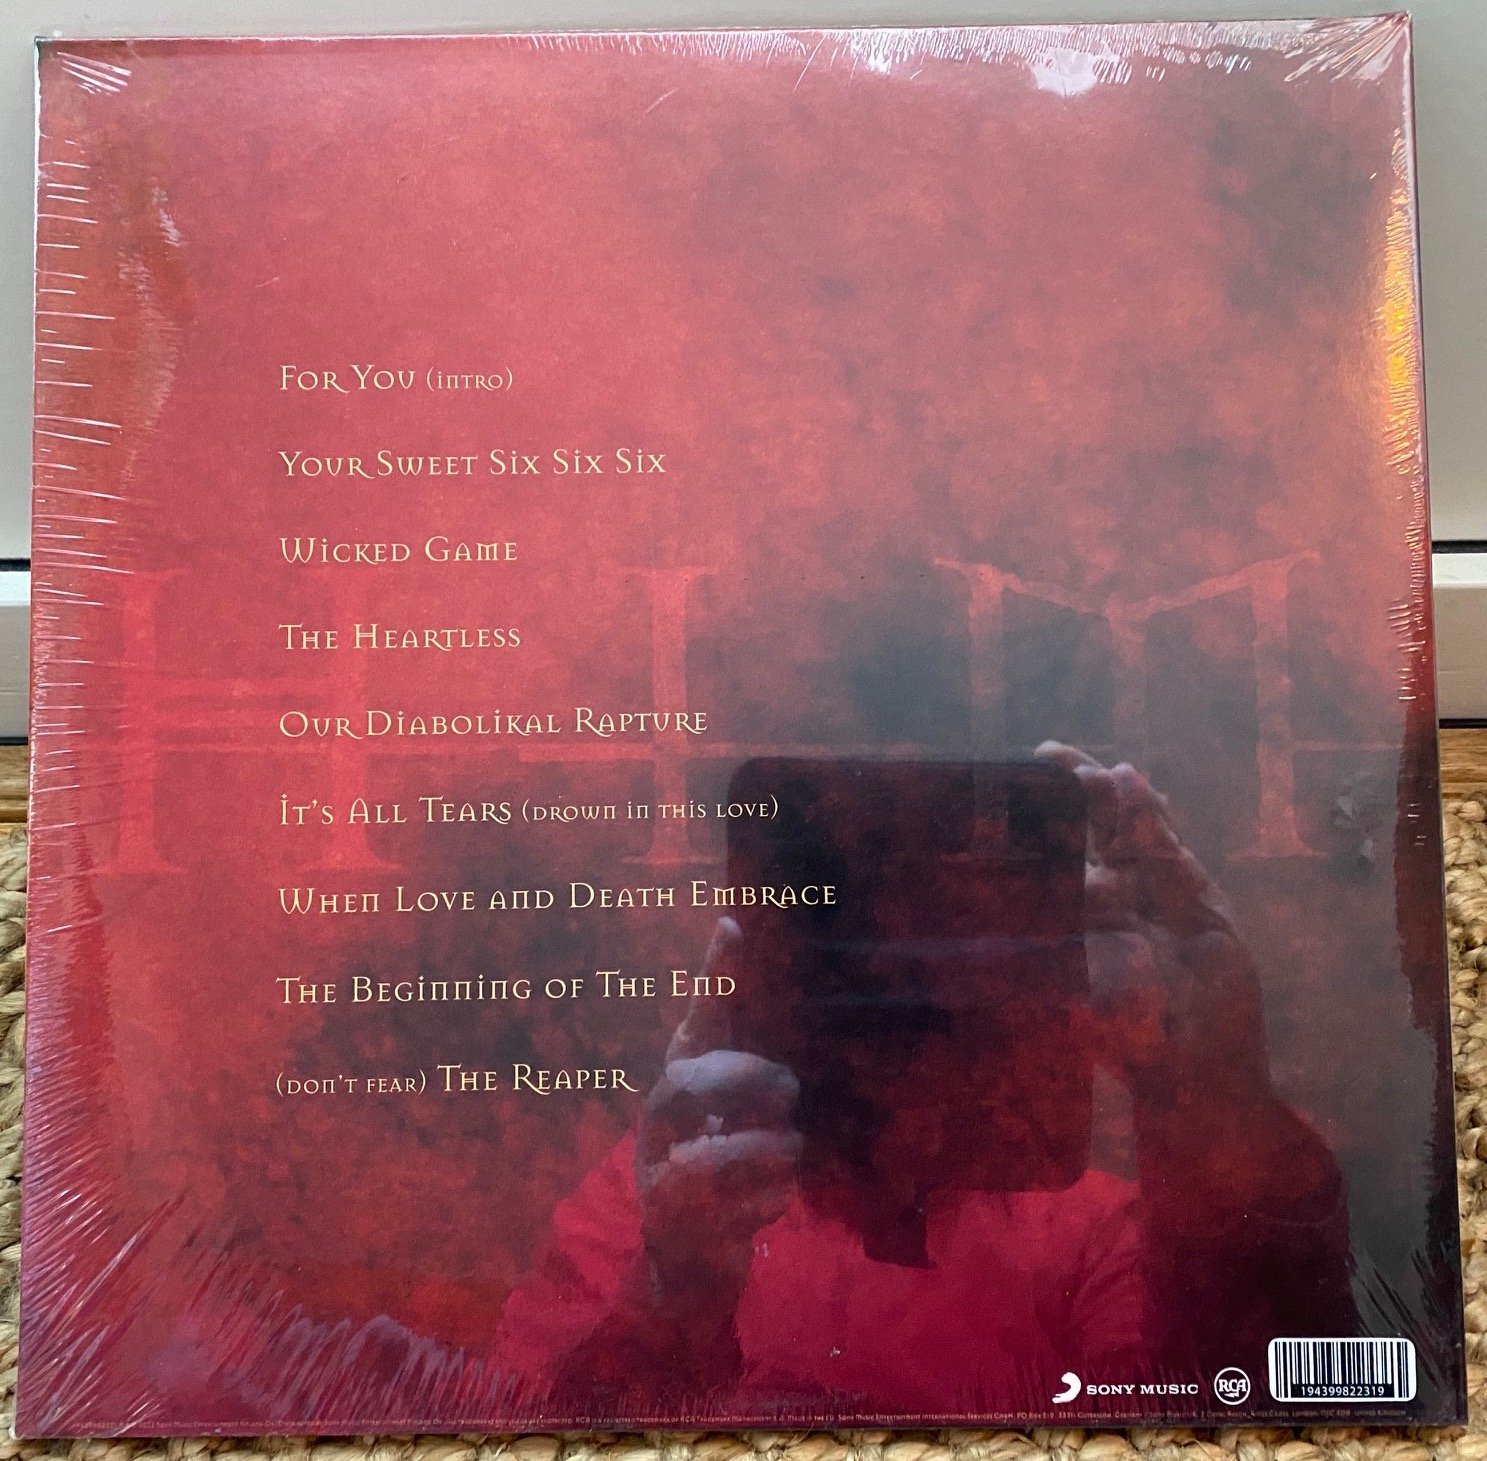 For You (intro)
Your Sweet Six Six Six
Wicked Game
The Heartless
Our Diabolikal Rapture
It's All Tears (drown in this love)
When Love and Death Embrace
The Beginning of The End
(don't fear) The Reaper
HIM
SONY MUSIC
RCA
194399822319